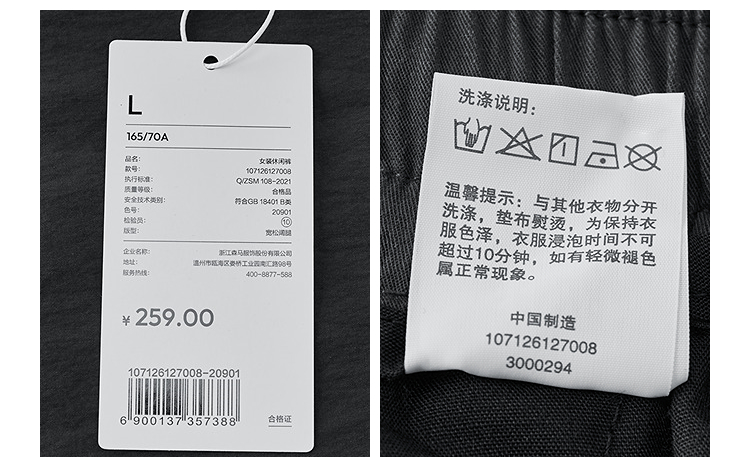 L
165/70A
品名: 女装休闲裤
款号: 107126127008
执行标准: Q/ZSM 108-2021
质量等级: 合格品
安全技术类别: 符合GB 18401 B类
色号: 20901
检验员: 10
版型: 宽松阔腿
企业名称: 浙江森马服饰股份有限公司
地址: 温州市瓯海区娄桥工业园南汇路98号
服务热线: 400-8877-588
¥ 259.00
107126127008-20901
6 900137 357388
合格证
洗涤说明:
温馨提示: 与其他衣物分开
洗涤,垫布熨烫,为保持衣
服色泽,衣服浸泡时间不可
超过10分钟,如有轻微褪色
属正常现象。
中国制造
107126127008
3000294